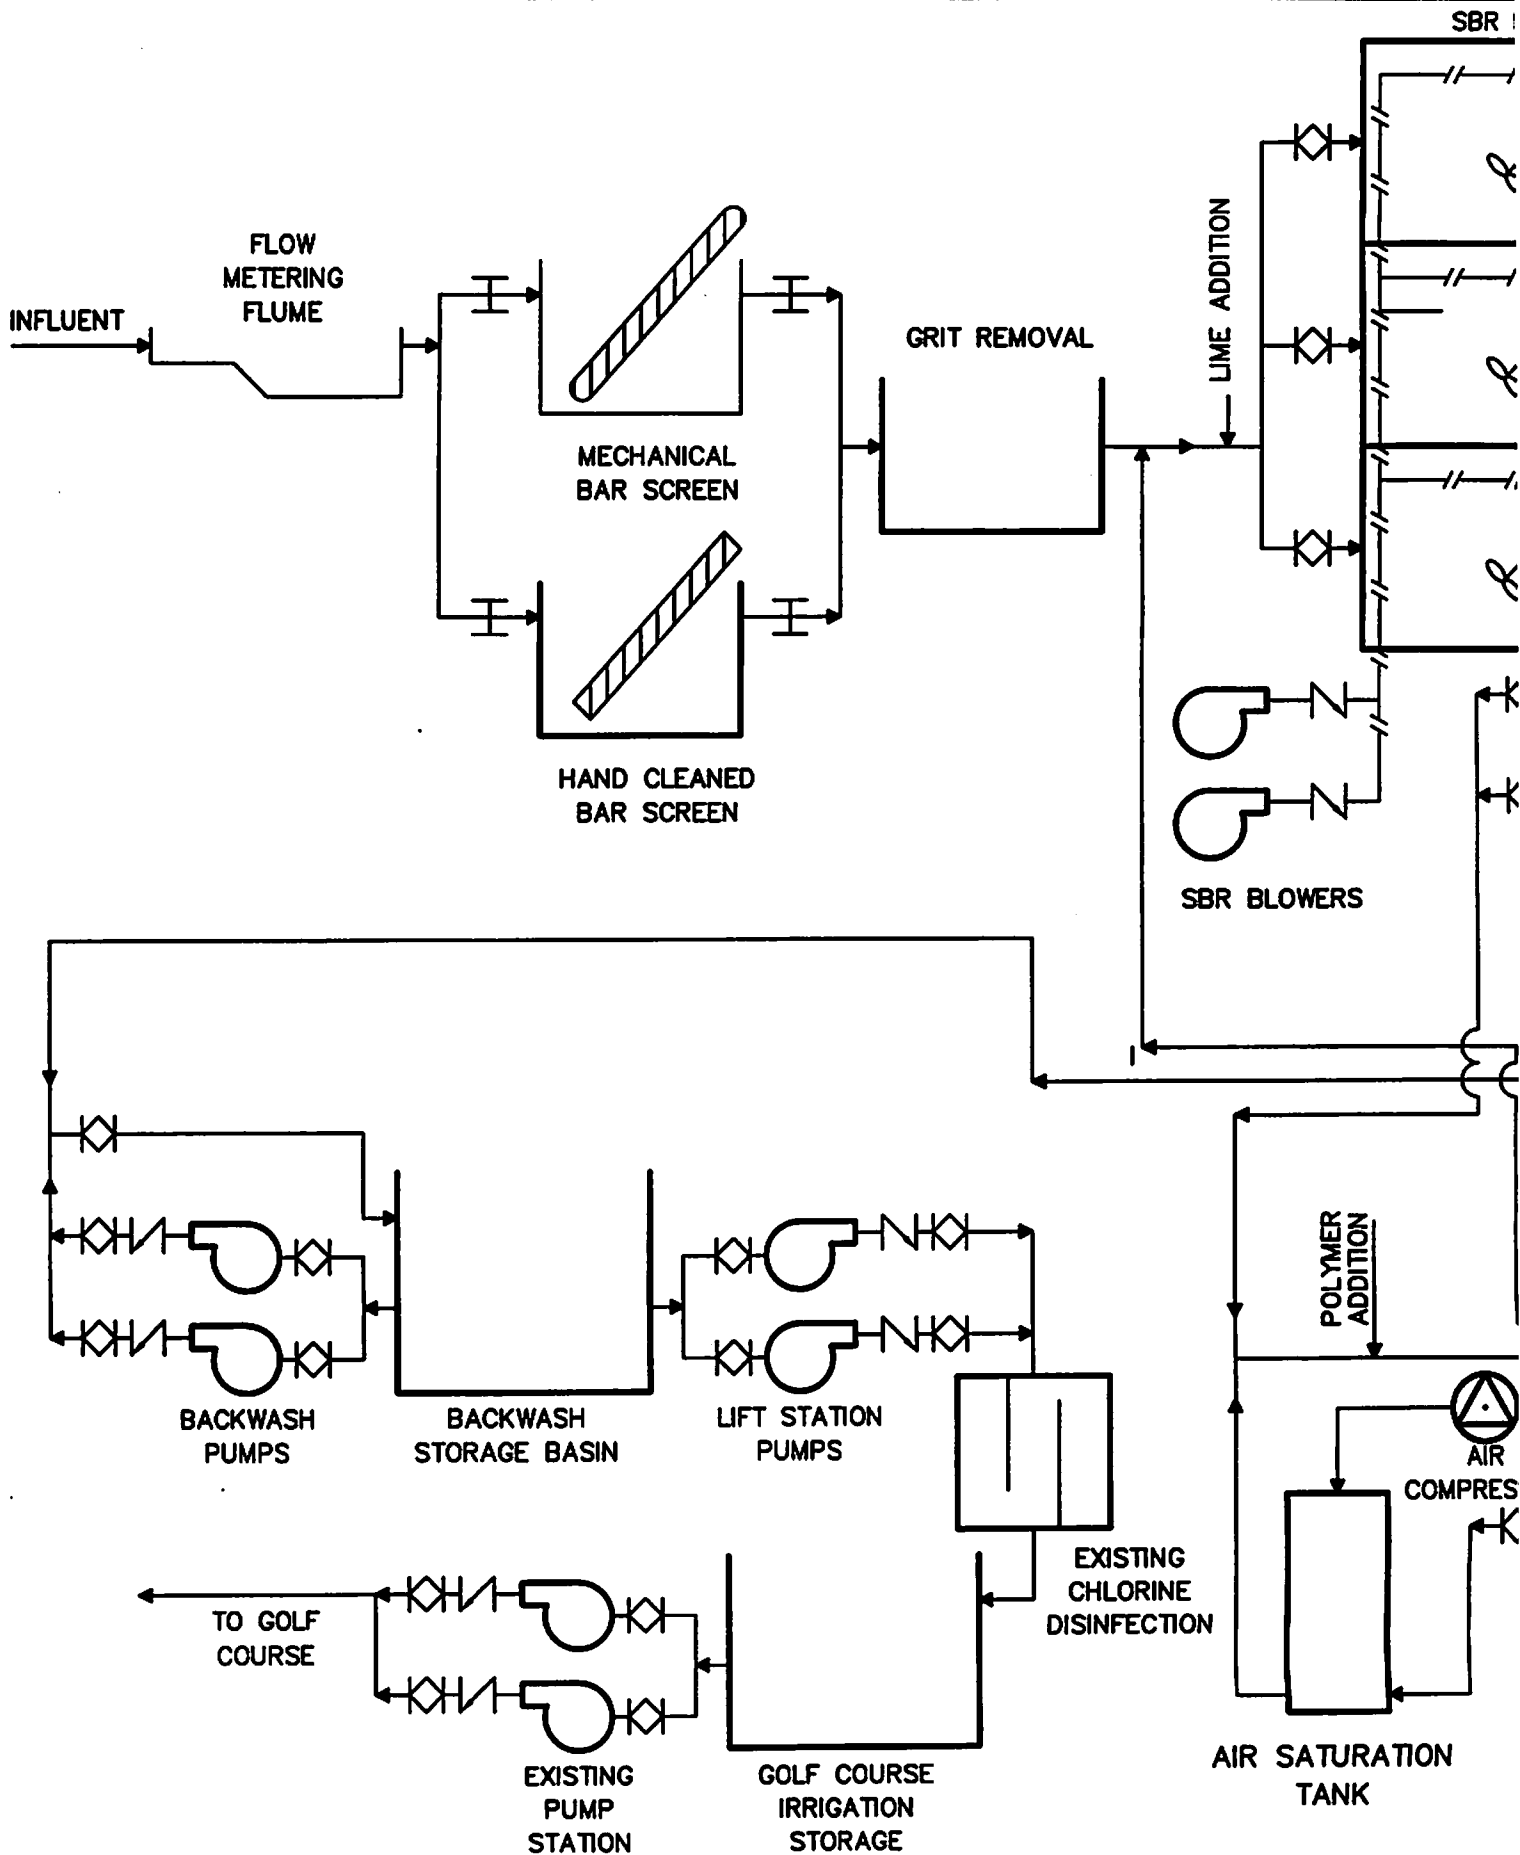 SBR
FLOW
METERING
FLUME
INFLUENT
LIME ADDITION
GRIT REMOVAL
MECHANICAL
BAR SCREEN
HAND CLEANED
BAR SCREEN
SBR BLOWERS
POLYMER
ADDITION
BACKWASH
PUMPS
BACKWASH
STORAGE BASIN
LIFT STATION
PUMPS
AIR
COMPRES
EXISTING
CHLORINE
DISINFECTION
TO GOLF
COURSE
AIR SATURATION
TANK
EXISTING
PUMP
STATION
GOLF COURSE
IRRIGATION
STORAGE